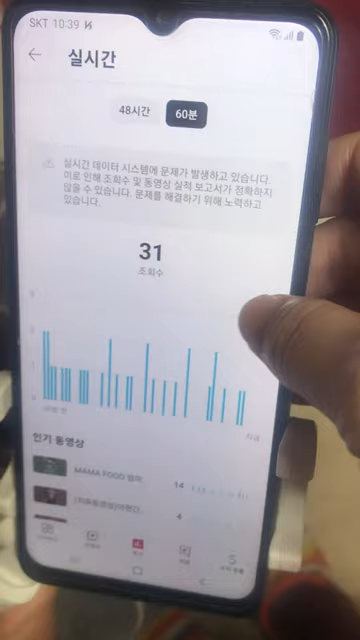 SKT 10:39
실시간
48시간 60분
실시간 데이터 시스템에 문제가 발생하고 있습니다.
이로 인해 조회수 및 동영상 실적 보고서가 정확하지
않을 수 있습니다. 문제를 해결하기 위해 노력하고
있습니다.
31
조회수
인기 동영상
MAMA FOOD 엄마
14
4